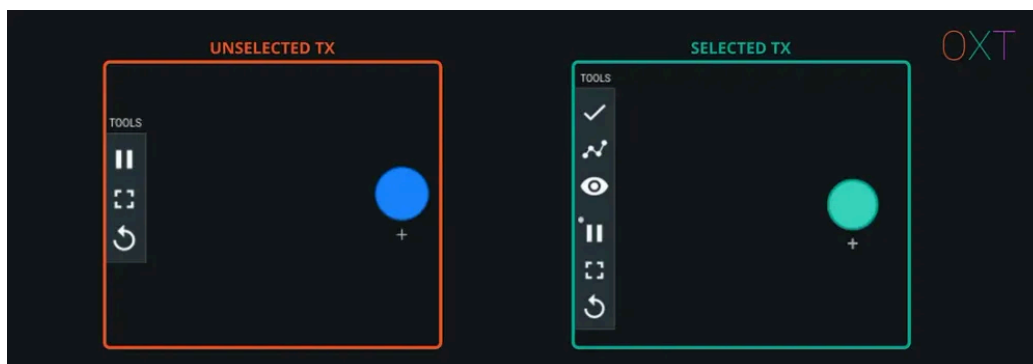 UNSELECTED TX
SELECTED TX
OXT
TOOLS
TOOLS
+
+